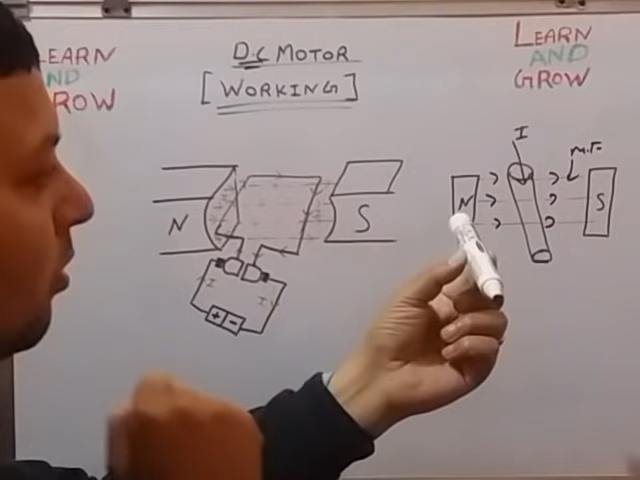 LEARN
AND
GROW
D.C MOTOR
[WORKING]
LEARN
AND
GROW
N
S
I
I
+ -
I
M.F.
N
S